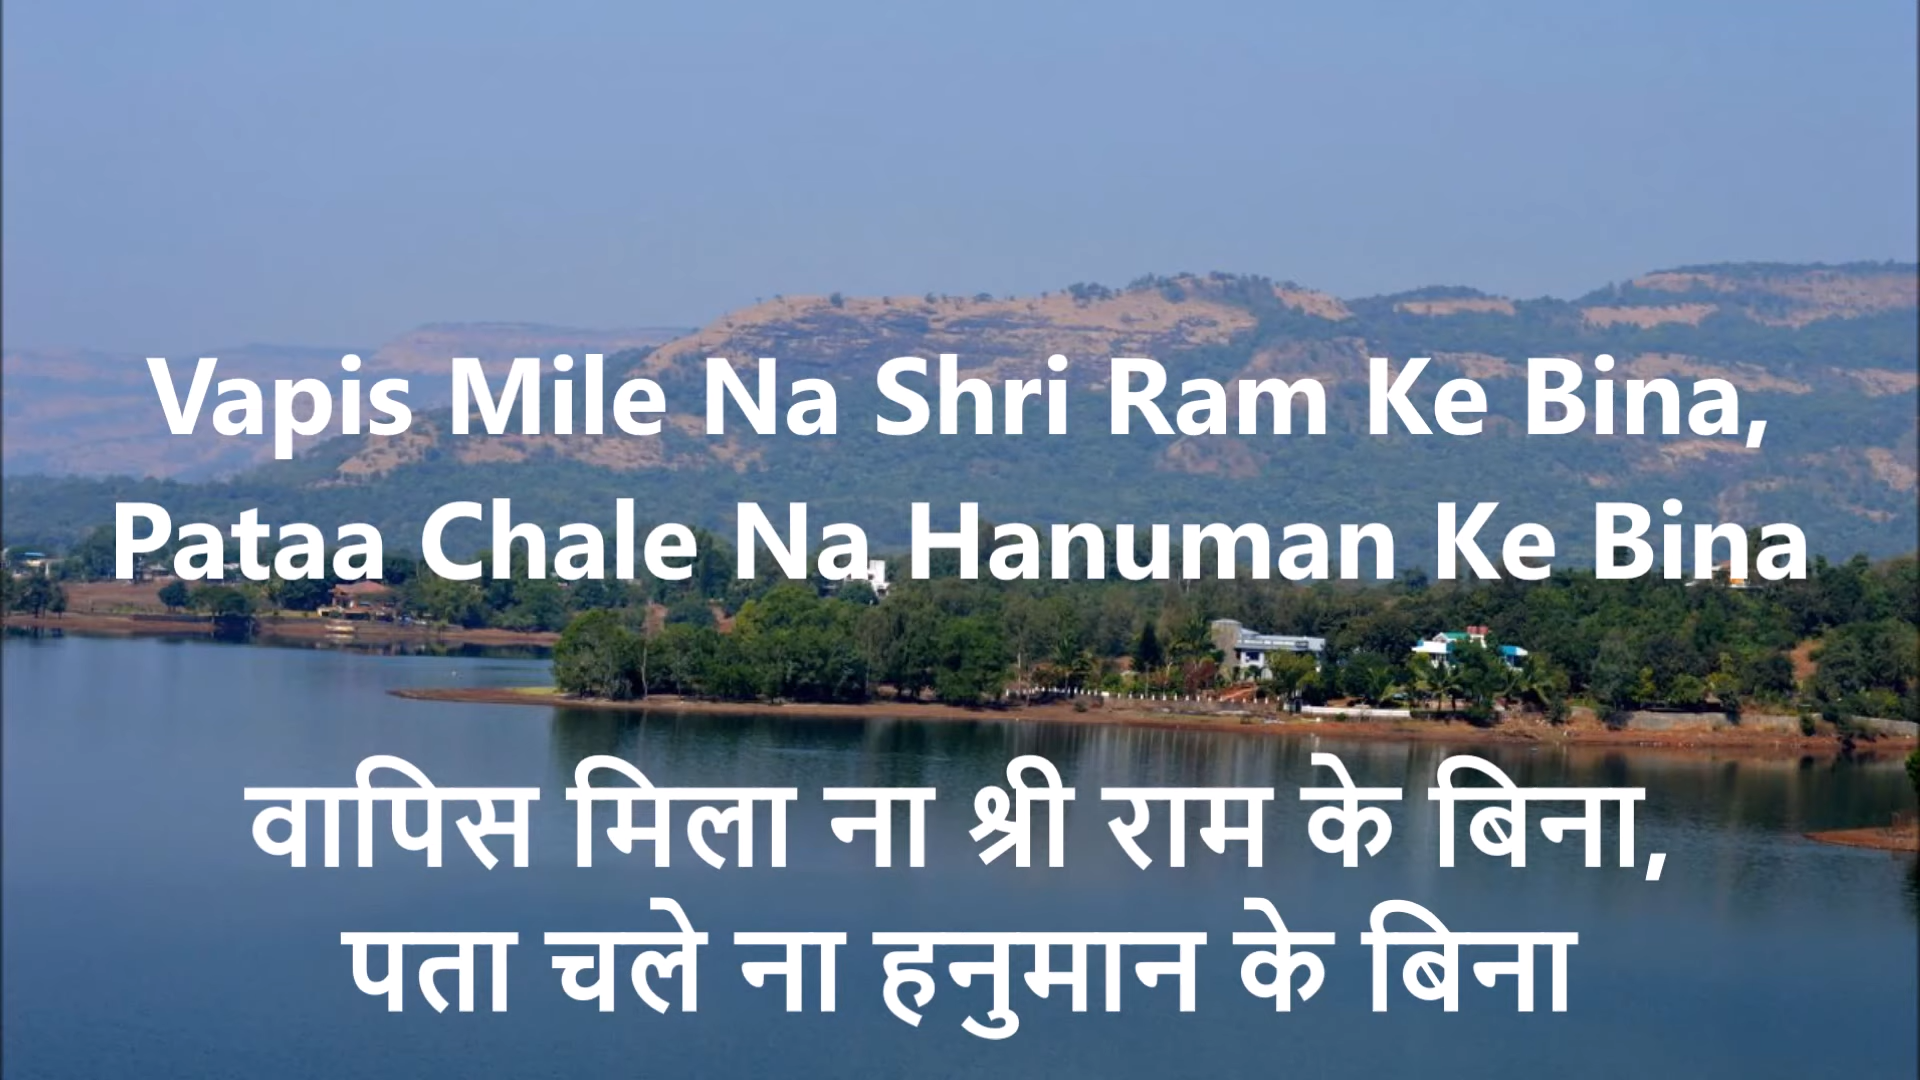 Vapis Mile Na Shri Ram Ke Bina,
Pataa Chale Na Hanuman Ke Bina
वापिस मिला ना श्री राम के बिना,
पता चले ना हनुमान के बिना